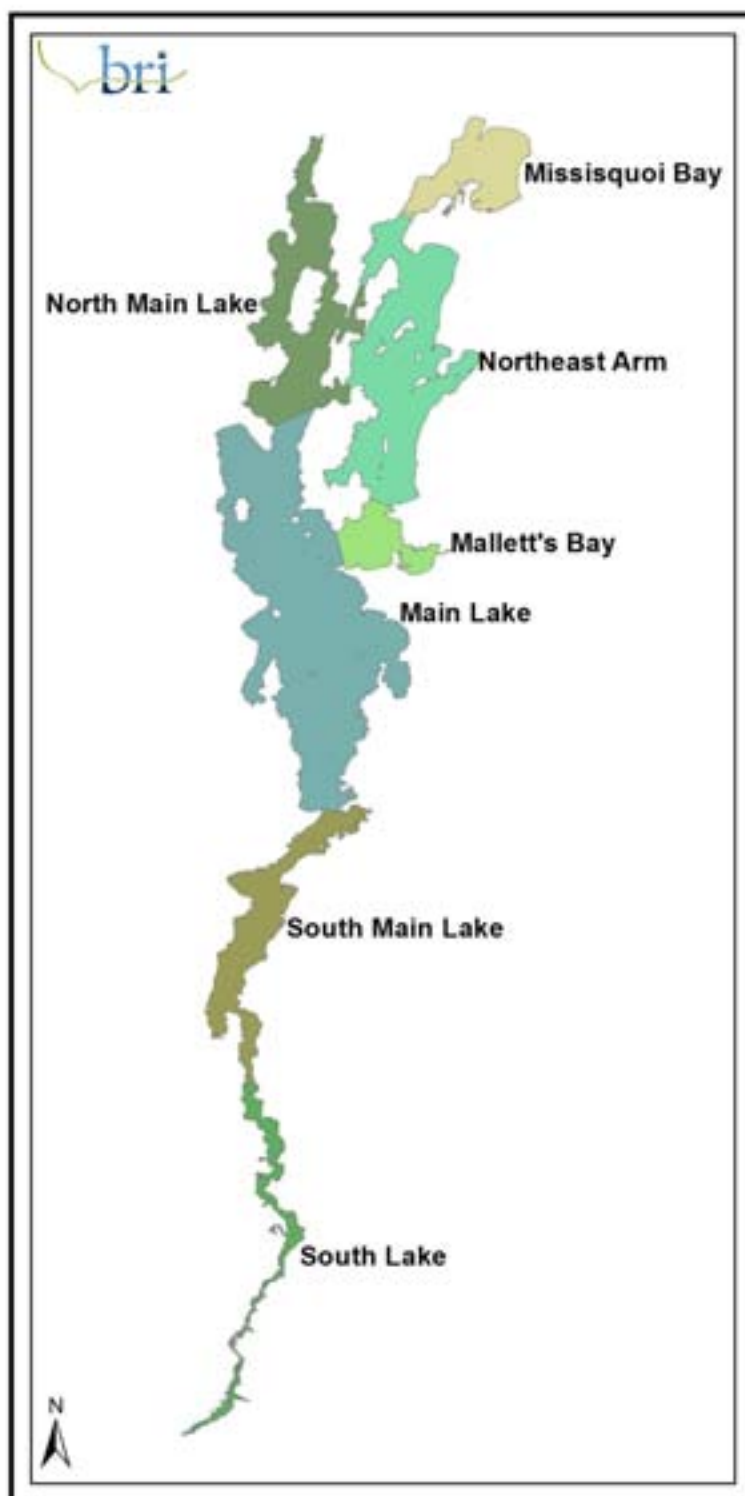 bri
Missisquoi Bay
North Main Lake
Northeast Arm
Mallett's Bay
Main Lake
South Main Lake
South Lake
N